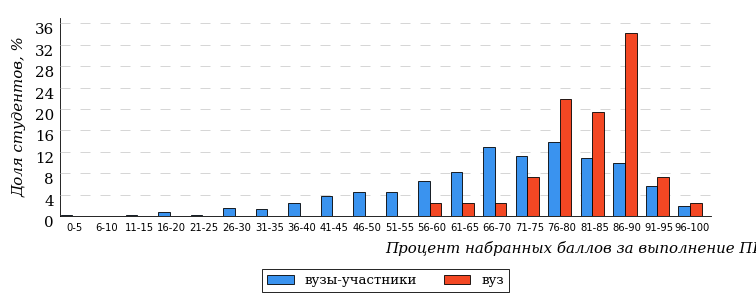 Доля студентов, %
36
32
28
24
20
16
12
8
4
0
0-5 6-10 11-15 16-20 21-25 26-30 31-35 36-40 41-45 46-50 51-55 56-60 61-65 66-70 71-75 76-80 81-85 86-90 91-95 96-100
Процент набранных баллов за выполнение
вузы-участники вуз